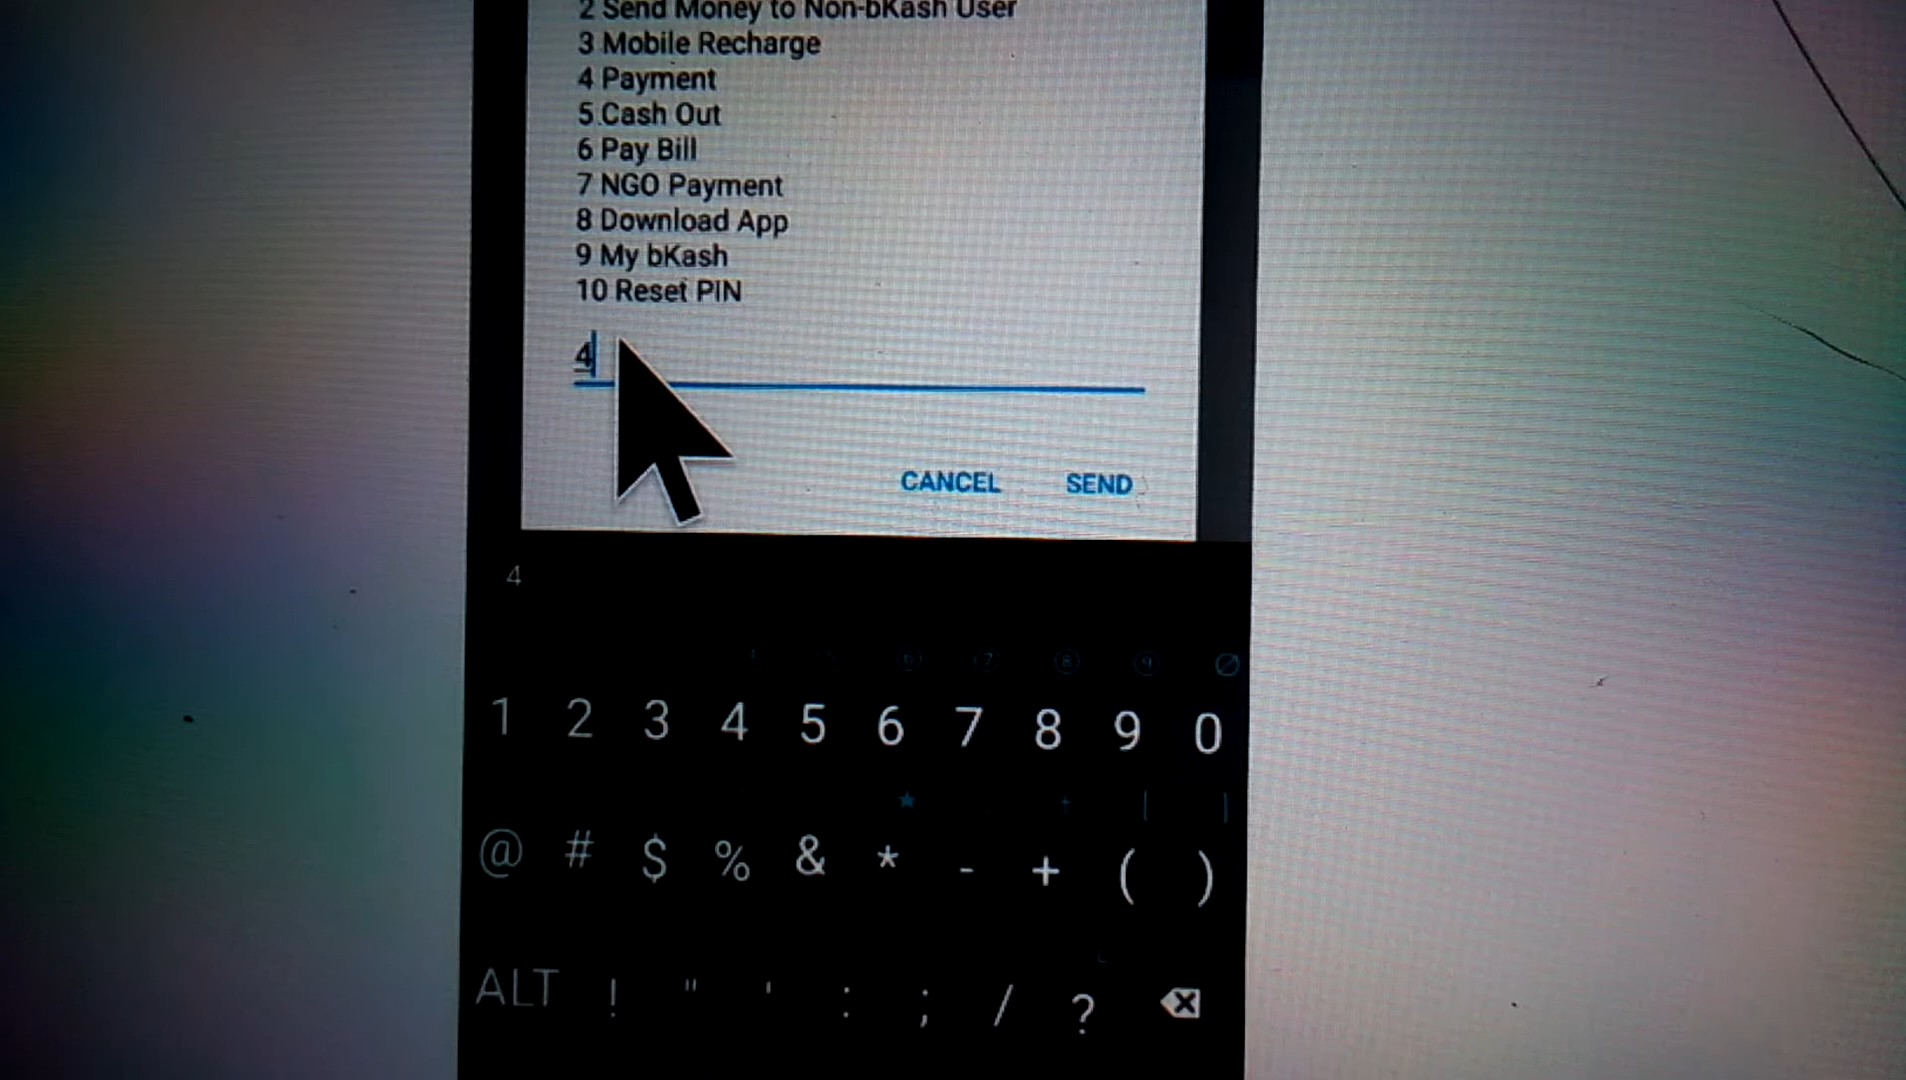 2 Send Money to Non-bKash User
3 Mobile Recharge
4 Payment
5 Cash Out
6 Pay Bill
7 NGO Payment
8 Download App
9 My bKash
10 Reset PIN
4
CANCEL SEND
4
1 2 3 4 5 6 7 8 9 0
@ # $ % & * - + ( )
ALT ! " ' : ; / ?